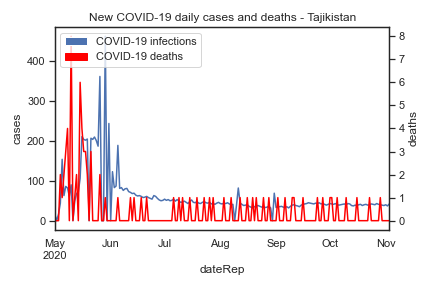 New COVID-19 daily cases and deaths - Tajikistan
COVID-19 infections
COVID-19 deaths
400
300
200
100
0
cases
8
7
6
5
4
3
2
1
0
deaths
May Jun Jul Aug Sep Oct Nov
2020
dateRep